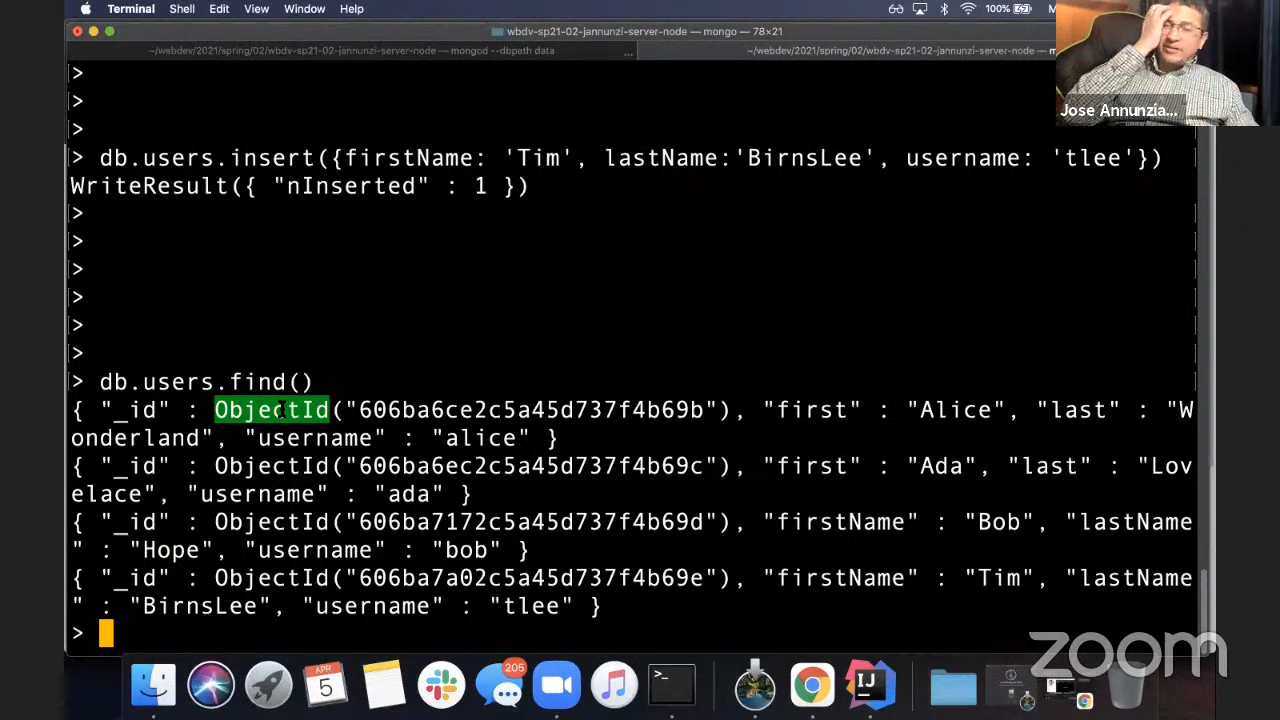 Terminal Shell Edit View Window Help 100%
wbdv-sp21-02-jannunzi-server-node — mongo — 78×21
~/webdev/2021/spring/02/wbdv-sp21-02-jannunzi-server-node — mongod --dbpath data ... ~/webdev/2021/spring/02/wbdv-sp21-02-jannunzi-server-node —
Jose Annunzia...
>
>
>
> db.users.insert({firstName: 'Tim', lastName:'BirnsLee', username: 'tlee'})
WriteResult({ "nInserted" : 1 })
>
>
>
>
>
>
> db.users.find()
{ "_id" : ObjectId("606ba6ce2c5a45d737f4b69b"), "first" : "Alice", "last" : "W
onderland", "username" : "alice" }
{ "_id" : ObjectId("606ba6ec2c5a45d737f4b69c"), "first" : "Ada", "last" : "Lov
elace", "username" : "ada" }
{ "_id" : ObjectId("606ba7172c5a45d737f4b69d"), "firstName" : "Bob", "lastName
" : "Hope", "username" : "bob" }
{ "_id" : ObjectId("606ba7a02c5a45d737f4b69e"), "firstName" : "Tim", "lastName
" : "BirnsLee", "username" : "tlee" }
>
zoom
APR
5
205
>_
IJ